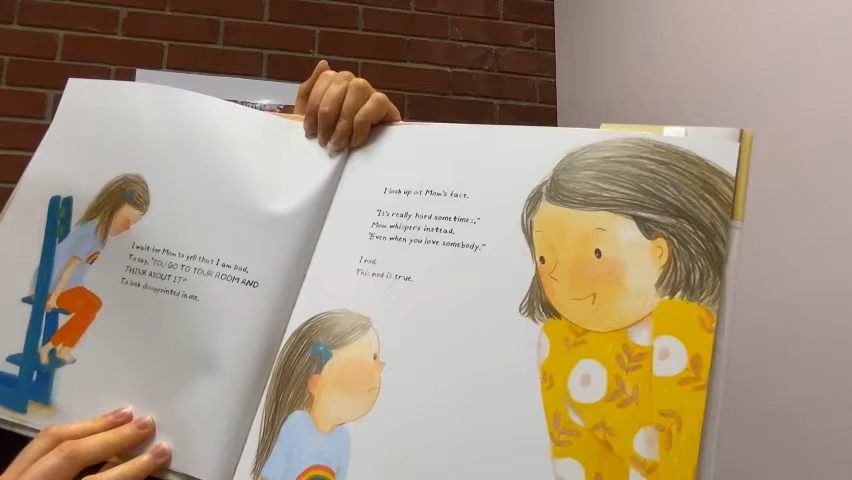 I wait for Mom to yell that I am bad.
To say, "YOU GO TO YOUR ROOM AND
THINK ABOUT IT!"
To look disappointed in me.
I look up at Mom's face.
"It's really hard sometimes,"
Mom whispers instead.
"Even when you love somebody."
I nod.
This nod is true.